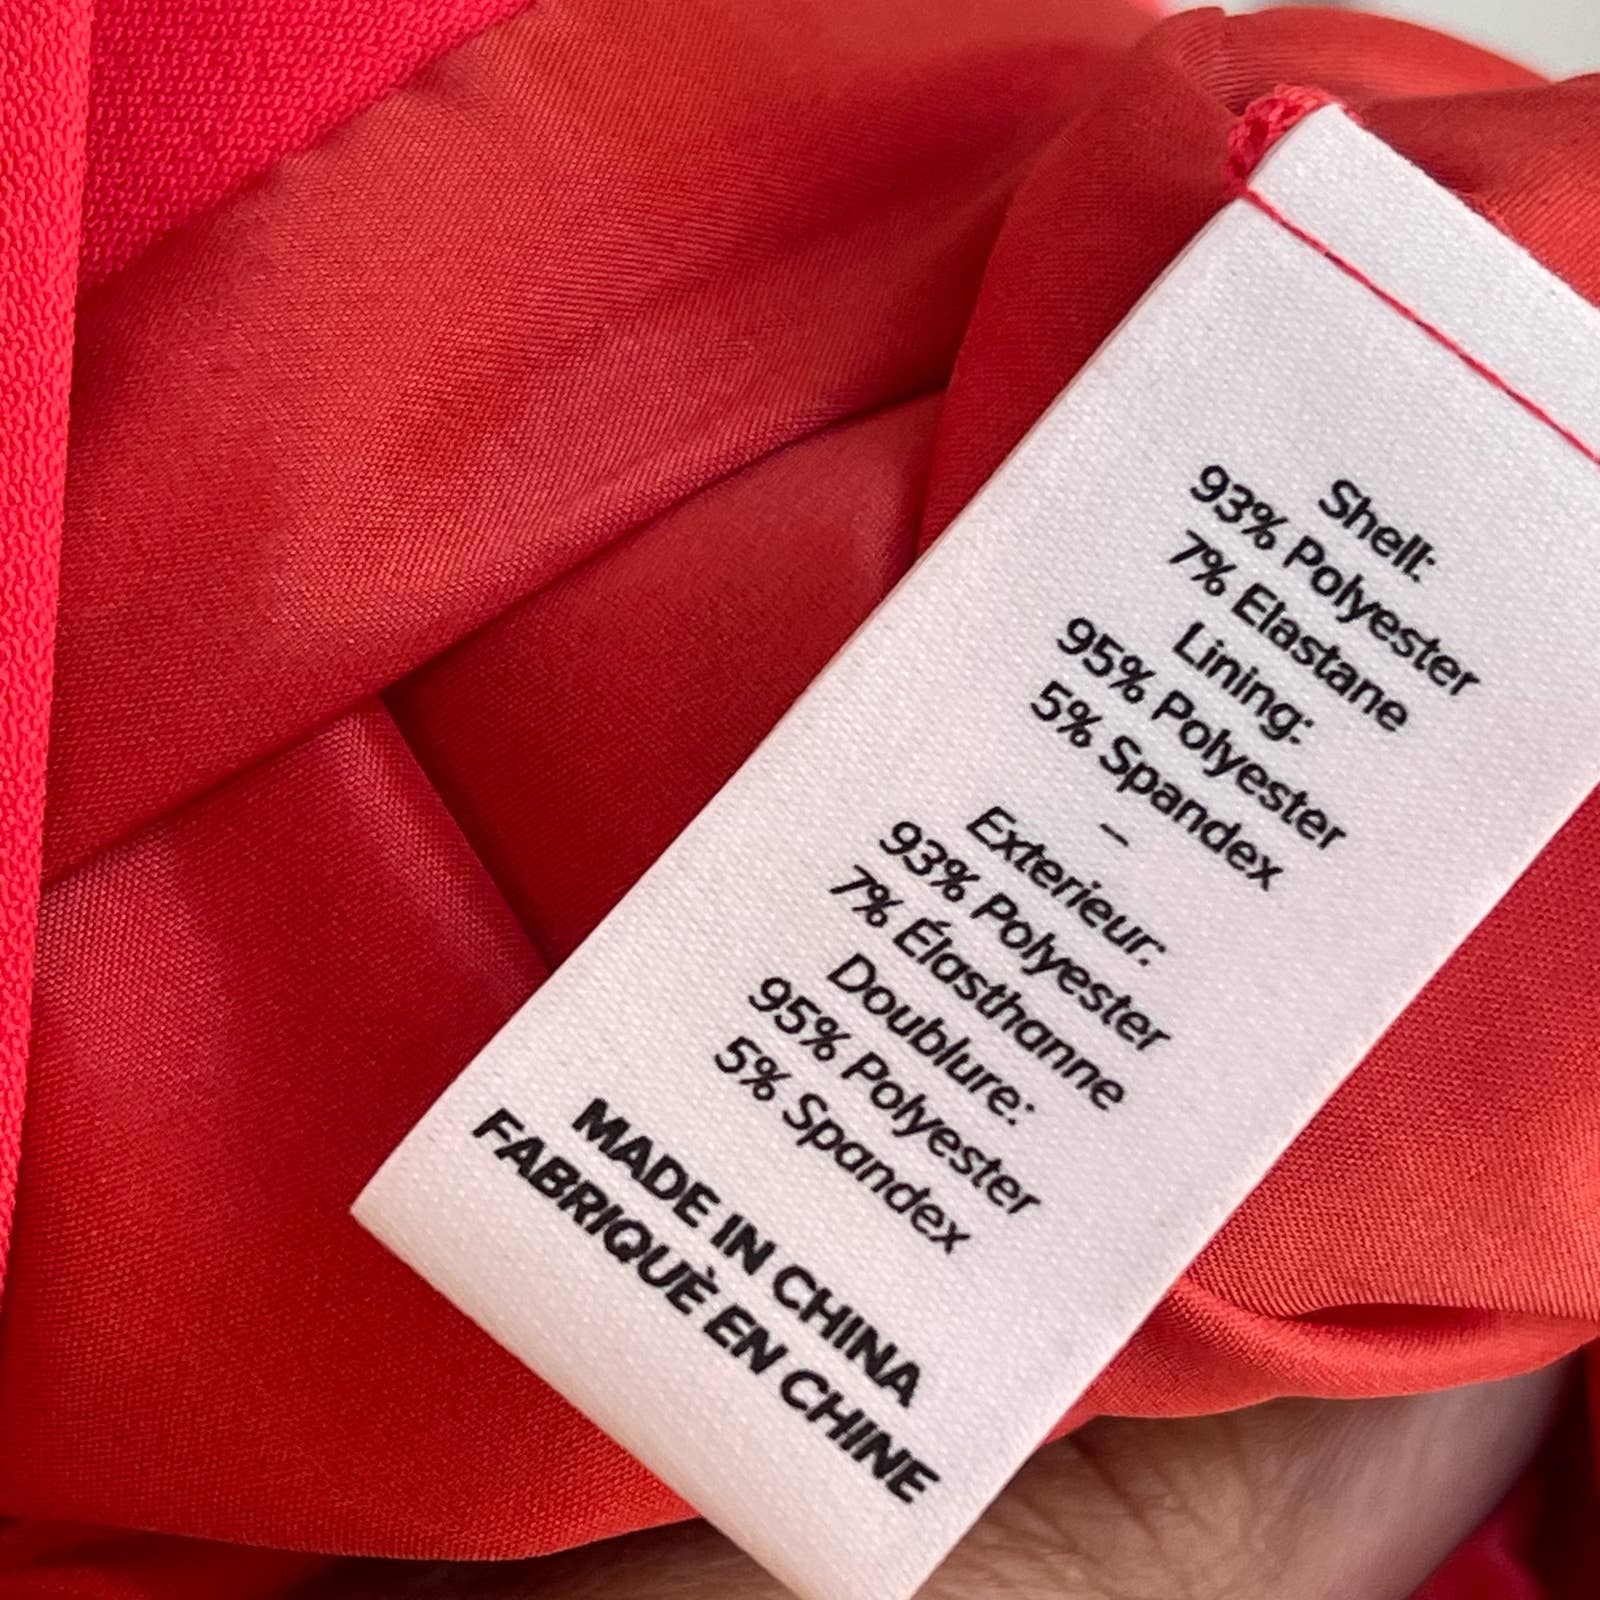 Shell:
93% Polyester
7% Elastane
Lining:
95% Polyester
5% Spandex
–
Exterieur:
93% Polyester
7% Élasthanne
Doublure:
95% Polyester
5% Spandex
MADE IN CHINA
FABRIQUÈ EN CHINE